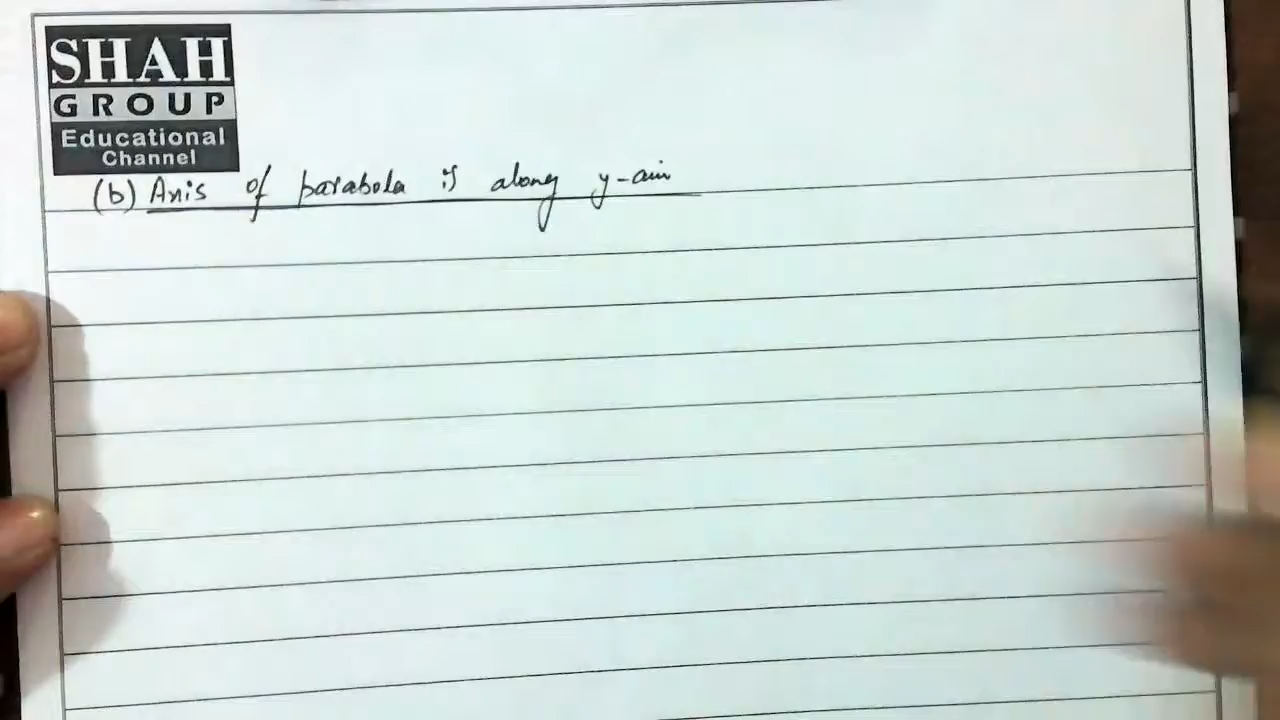 SHAH
GROUP
Educational
Channel
(b) Axis of parabola is along y-axis